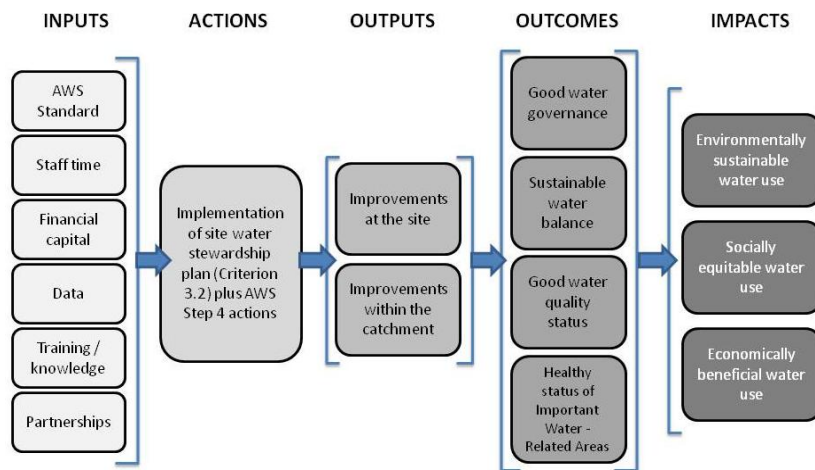 INPUTS
ACTIONS
OUTPUTS
OUTCOMES
IMPACTS
AWS
Standard
Staff time
Financial
capital
Data
Training /
knowledge
Partnerships
Implementation
of site water
stewardship
plan (Criterion
3.2) plus AWS
Step 4 actions
Improvements
at the site
Improvements
within the
catchment
Good water
governance
Sustainable
water
balance
Good water
quality
status
Healthy
status of
Important
Water -
Related Areas
Environmentally
sustainable
water use
Socially
equitable water
use
Economically
beneficial water
use